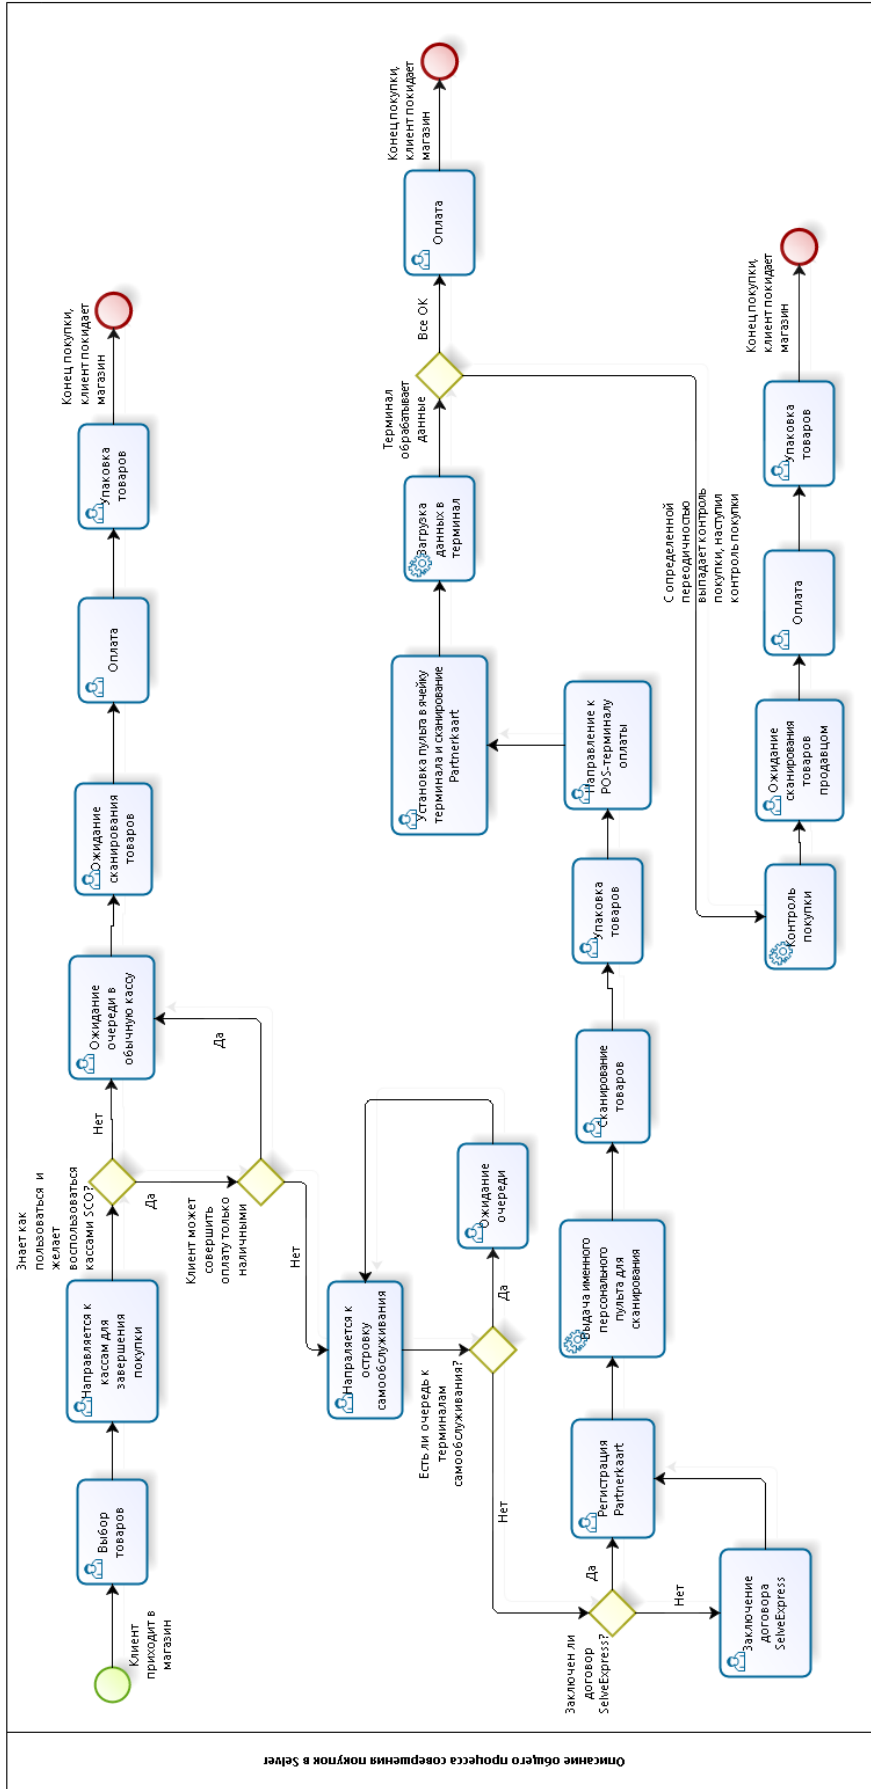 Описание общего процесса совершения покупок в Selver
Клиент
приходит в
магазин
Выбор
товаров
Направляется к
кассам для
завершения
покупки
Знает как
пользоваться и
желает
воспользоваться
кассами SCO?
Нет
Да
Ожидание
очереди в
обычную кассу
Ожидание
сканирования
товаров
Оплата
Упаковка
товаров
Конец покупки,
клиент покидает
магазин
Клиент может
совершить
оплату только
наличными
Да
Нет
Напраляется к
островку
самообслуживания
Есть ли очередь к
терминалам
самообслуживания?
Да
Ожидание
очереди
Нет
Заключен ли
договор
SelveExpress?
Да
Нет
Заключение
договора
SelveExpress
Регистрация
Partnerkaart
Выдача именного
персонального
пульта для
сканирования
Сканирование
товаров
Упаковка
товаров
Направление к
POS-терминалу
оплаты
Установка пульта в ячейку
терминала и сканирование
Partnerkaart
Загрузка
данных в
терминал
Терминал
обрабатывает
данные
Все ОК
Оплата
Конец покупки,
клиент покидает
магазин
С определенной
переодичностью
выпадает контроль
покупки, наступил
контроль покупки
Контроль
покупки
Ожидание
сканирования
товаров
продавцом
Оплата
Упаковка
товаров
Конец покупки,
клиент покидает
магазин